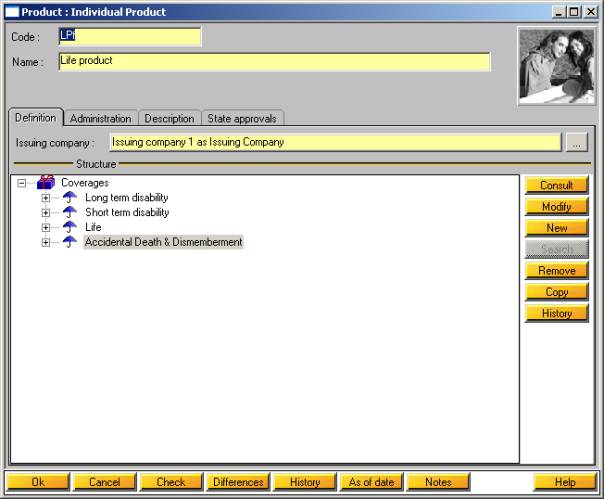 Product : Individual Product
Code : LPI
Name : Life product
Definition Administration Description State approvals
Issuing company : Issuing company 1 as Issuing Company ...
Structure
Coverages
Long term disability
Short term disability
Life
Accidental Death & Dismemberment
Consult
Modify
New
Search
Remove
Copy
History
Ok Cancel Check Differences History As of date Notes Help